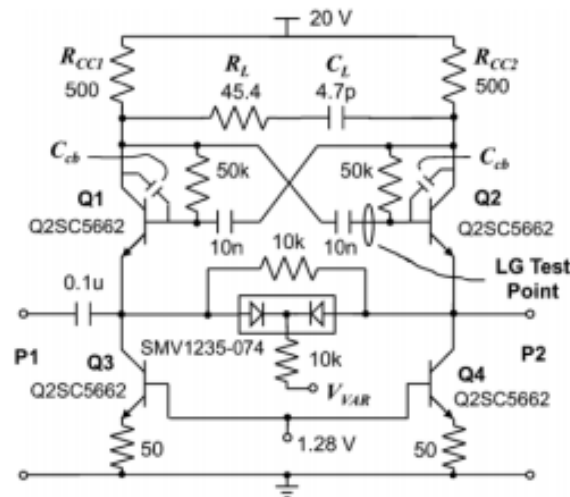 20 V
R_CC1
500
R_L
45.4
C_L
4.7p
R_CC2
500
C_cb
50k
50k
C_cb
Q1
Q2SC5662
10n
10n
Q2
Q2SC5662
10k
LG Test
Point
0.1u
P1
SMV1235-074
10k
V_VAR
P2
Q3
Q2SC5662
Q4
Q2SC5662
50
1.28 V
50